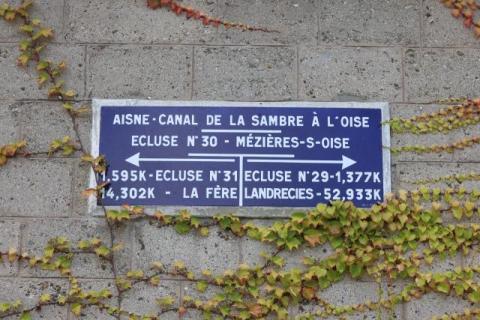 AISNE-CANAL DE LA SAMBRE À L'OISE
ECLUSE N°30 - MÉZIÈRES-S-OISE
1,595K-ECLUSE N°31 ECLUSE N°29-1,377K
14,302K - LA FÈRE LANDRECIES-52,933K